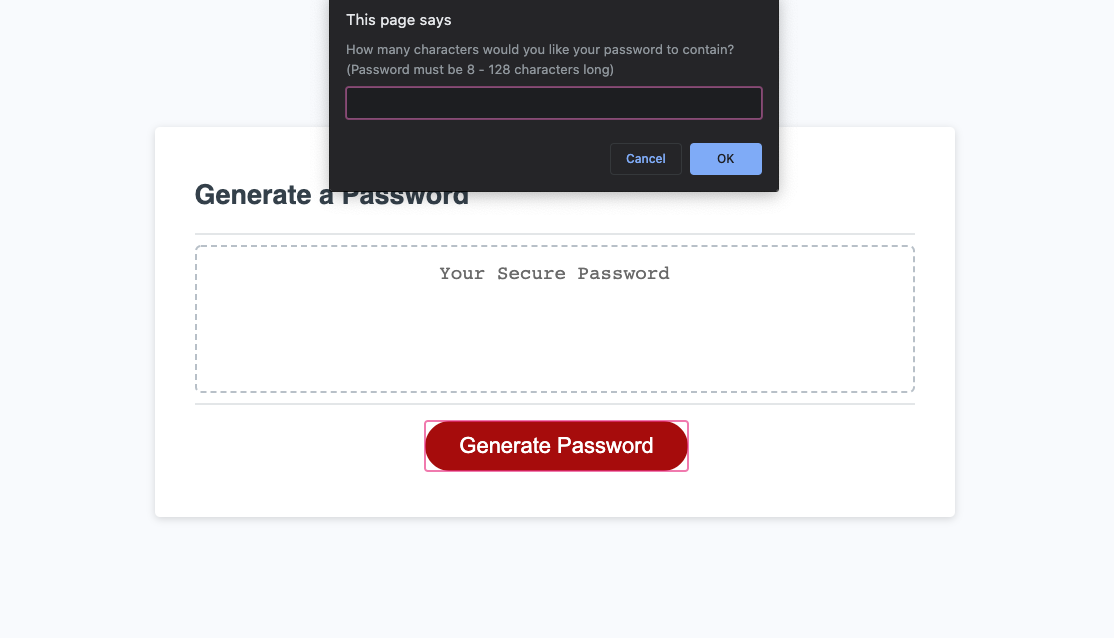 This page says
How many characters would you like your password to contain?
(Password must be 8 - 128 characters long)
Cancel
OK
Generate a Password
Your Secure Password
Generate Password